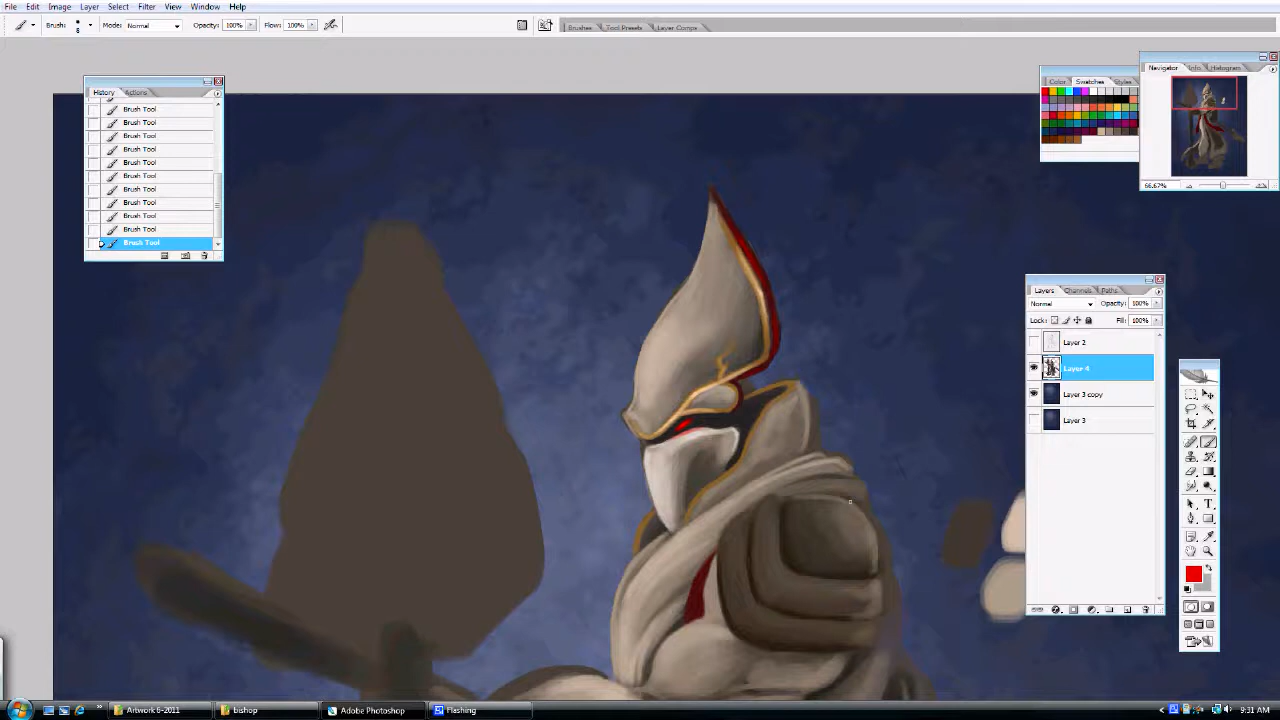 File Edit Image Layer Select Filter View Window Help
Brush: 8 Mode: Normal Opacity: 100% Flow: 100%
Brushes Tool Presets Layer Comps
History Actions
Brush Tool
Brush Tool
Brush Tool
Brush Tool
Brush Tool
Brush Tool
Brush Tool
Brush Tool
Brush Tool
Brush Tool
Brush Tool
Color Swatches Styles
Navigator Info Histogram
66.67%
Layers Channels Paths
Normal Opacity: 100%
Lock: Fill: 100%
Layer 2
Layer 4
Layer 3 copy
Layer 3
Artwork 6-2011 bishop Adobe Photoshop Flashing 9:31 AM